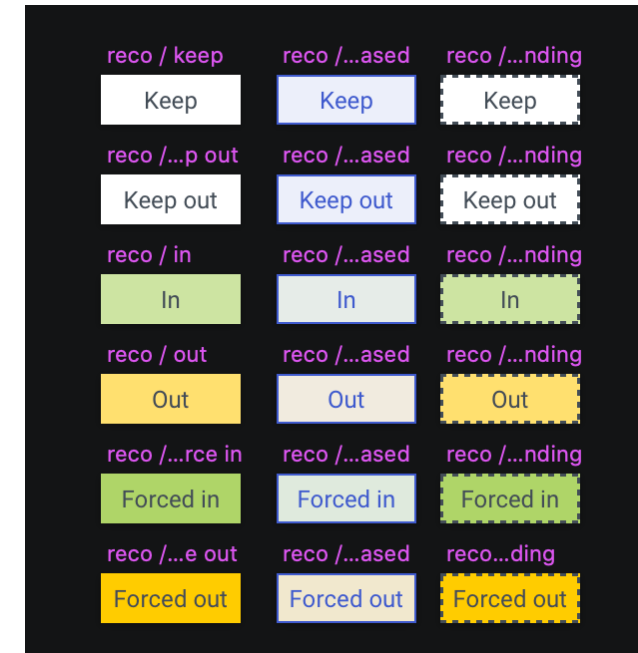 reco / keep reco /...ased reco /...nding
Keep Keep Keep
reco /...p out reco /...ased reco /...nding
Keep out Keep out Keep out
reco / in reco /...ased reco /...nding
In In In
reco / out reco /...ased reco /...nding
Out Out Out
reco /...rce in reco /...ased reco /...nding
Forced in Forced in Forced in
reco /...e out reco /...ased reco...ding
Forced out Forced out Forced out